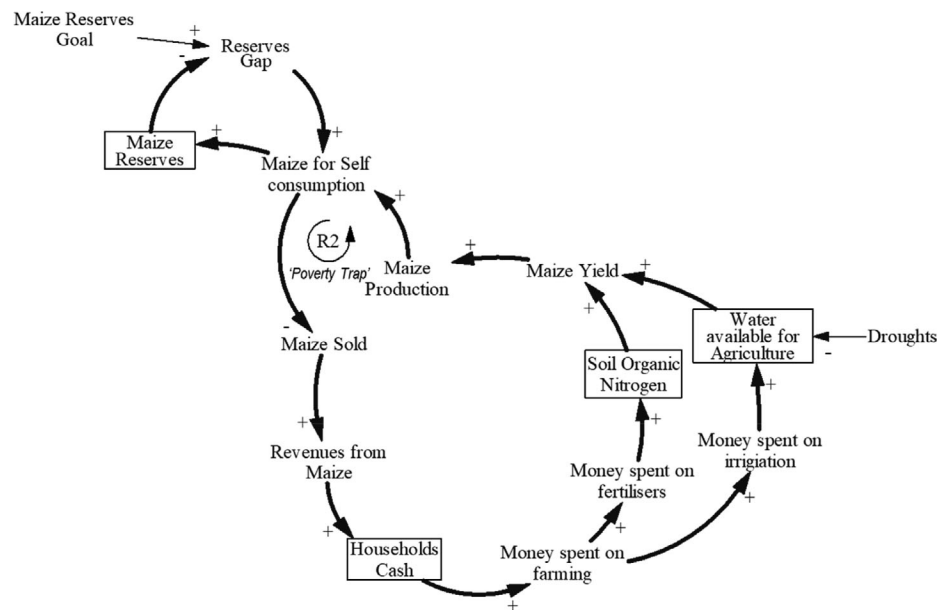 Maize Reserves
Goal
+
Reserves
Gap
-
+
+
Maize
Reserves
Maize for Self
consumption
+
R2
'Poverty Trap'
Maize
Production
+
Maize Yield
+
+
Water
available for
Agriculture
-
Droughts
-
Maize Sold
Soil Organic
Nitrogen
+
+
+
Revenues from
Maize
Money spent on
irrigiation
Money spent on
fertilisers
+
+
+
Households
Cash
Money spent on
farming
+